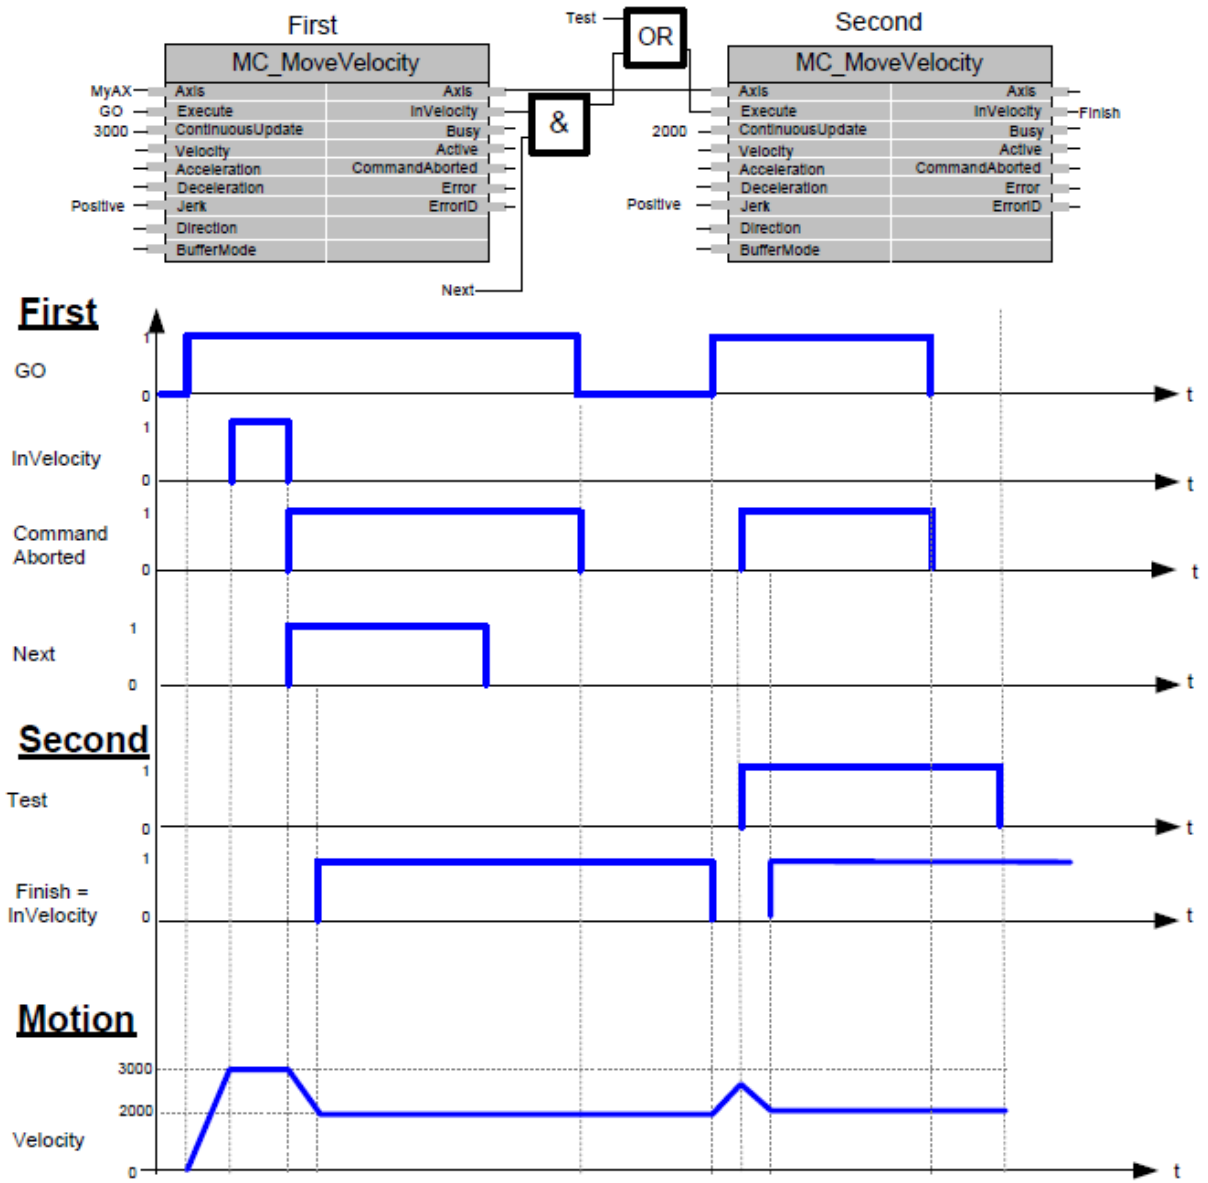 First
Test
OR
Second
MC_MoveVelocity
MC_MoveVelocity
MyAX
Axis
Axis
Axis
Axis
GO
Execute
InVelocity
Execute
InVelocity
Finish
3000
ContinuousUpdate
Busy
&
2000
ContinuousUpdate
Busy
Velocity
Active
Velocity
Active
Acceleration
CommandAborted
Acceleration
CommandAborted
Deceleration
Error
Deceleration
Error
Positive
Jerk
ErrorID
Positive
Jerk
ErrorID
Direction
Direction
BufferMode
BufferMode
Next
First
1
GO
0
t
1
InVelocity
0
t
1
Command
Aborted
0
t
1
Next
0
t
Second
1
Test
0
t
1
Finish =
InVelocity
0
t
Motion
3000
2000
Velocity
0
t